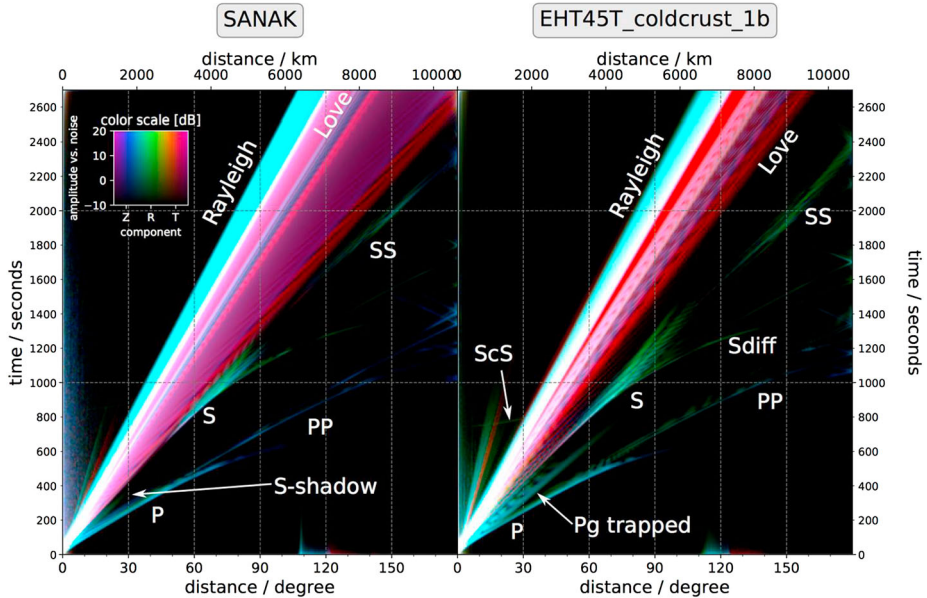 SANAK
EHT45T_coldcrust_1b
distance / km
distance / km
0 2000 4000 6000 8000 10000
0 2000 4000 6000 8000 10000
color scale [dB]
amplitude vs. noise
20
10
0
−10
Z R T
component
Rayleigh
Love
SS
S
PP
S-shadow
P
Rayleigh
Love
SS
ScS
Sdiff
S
PP
Pg trapped
P
time / seconds
2600
2400
2200
2000
1800
1600
1400
1200
1000
800
600
400
200
0
time / seconds
2600
2400
2200
2000
1800
1600
1400
1200
1000
800
600
400
200
0
0 30 60 90 120 150
0 30 60 90 120 150
distance / degree
distance / degree